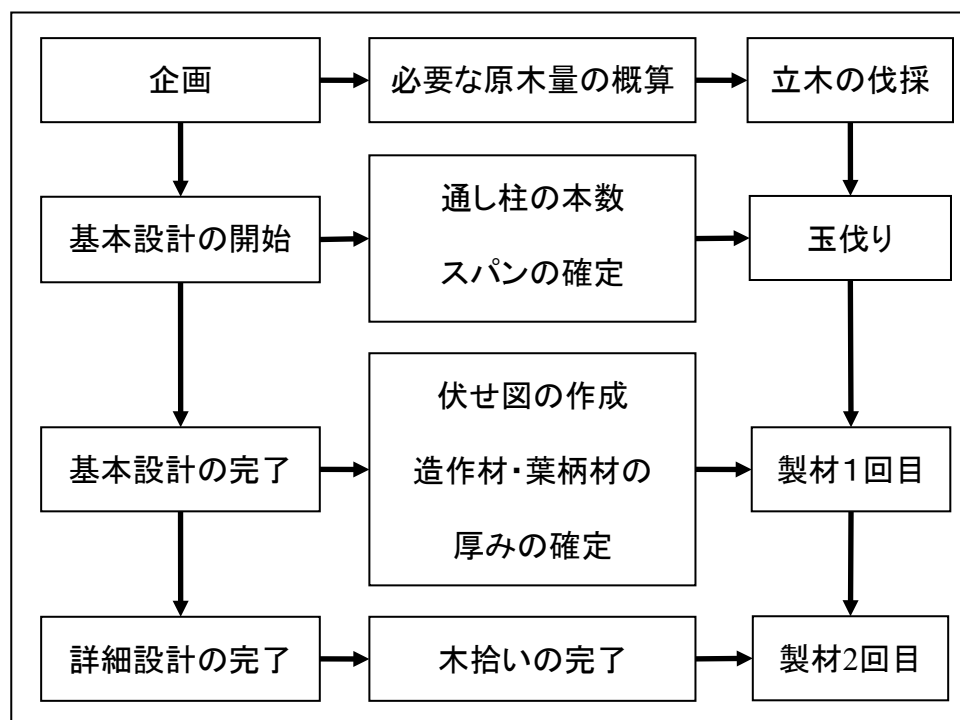 企画
必要な原木量の概算
立木の伐採
基本設計の開始
通し柱の本数
スパンの確定
玉伐り
基本設計の完了
伏せ図の作成
造作材・葉柄材の
厚みの確定
製材１回目
詳細設計の完了
木拾いの完了
製材2回目